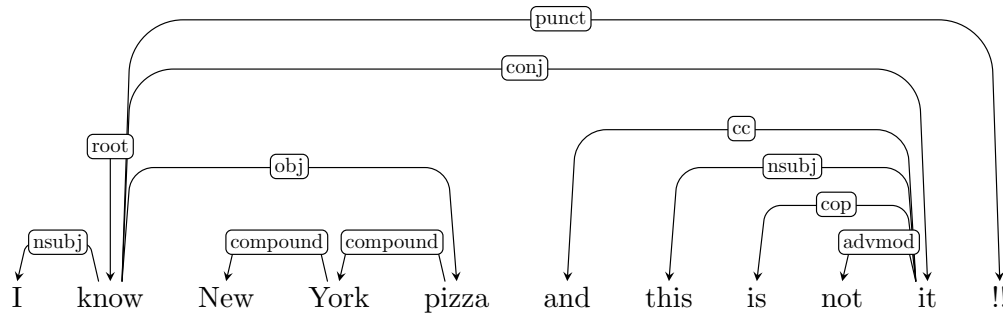 punct
conj
cc
root
obj
nsubj
cop
nsubj
compound
compound
advmod
I know New York pizza and this is not it !!